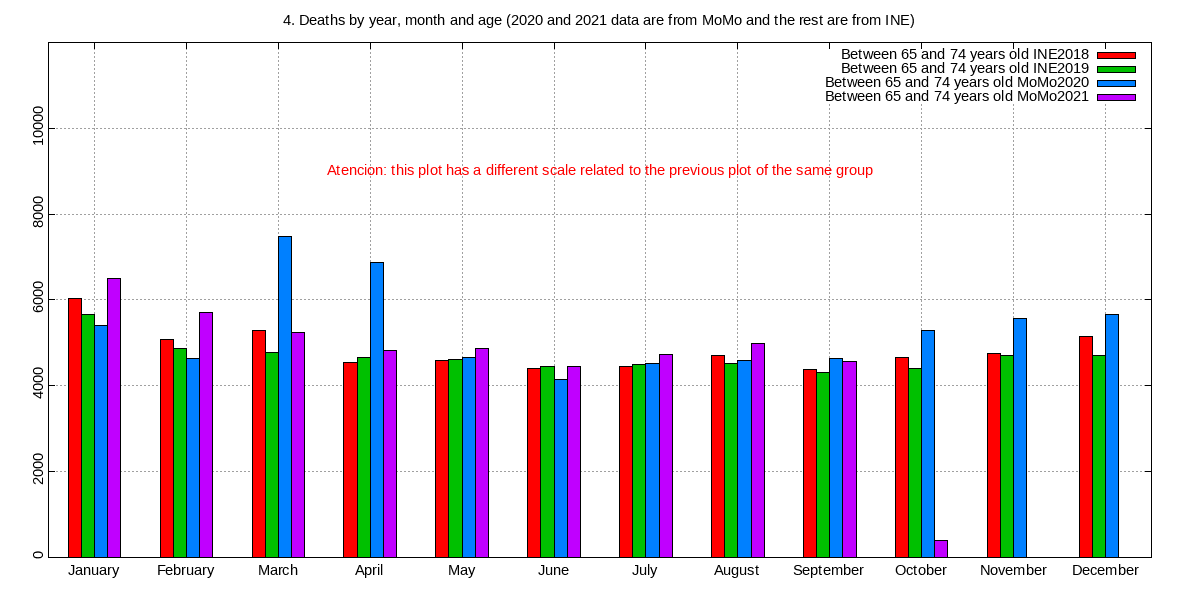 4. Deaths by year, month and age (2020 and 2021 data are from MoMo and the rest are from INE)
Between 65 and 74 years old INE2018
Between 65 and 74 years old INE2019
Between 65 and 74 years old MoMo2020
Between 65 and 74 years old MoMo2021
10000
Atencion: this plot has a different scale related to the previous plot of the same group
8000
6000
4000
2000
0
January February March April May June July August September October November December